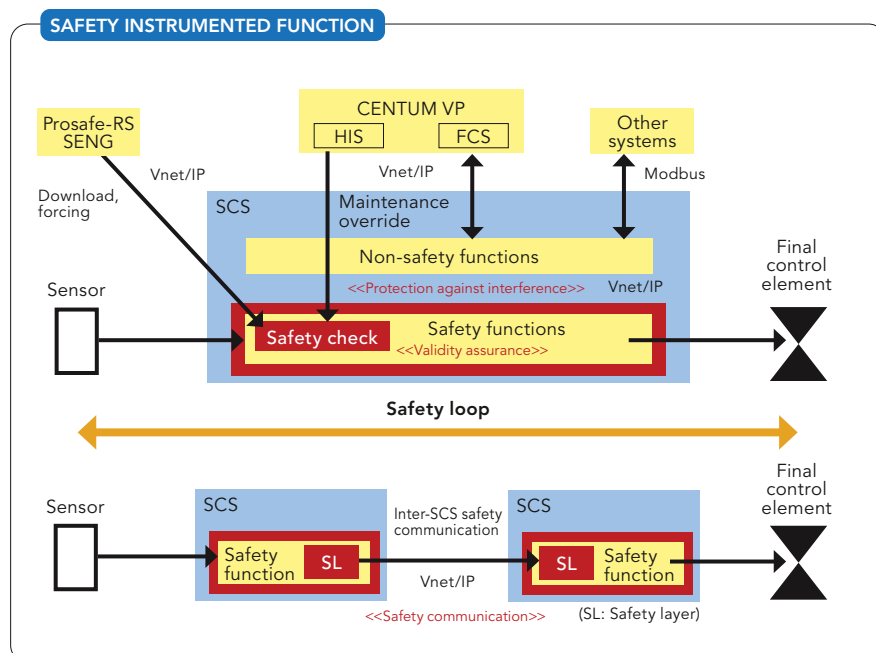 SAFETY INSTRUMENTED FUNCTION
CENTUM VP
HIS
FCS
Prosafe-RS
SENG
Other
systems
Vnet/IP
Vnet/IP
Modbus
Download,
forcing
SCS
Maintenance
override
Non-safety functions
Final
control
element
<<Protection against interference>>
Vnet/IP
Sensor
Safety check
Safety functions
<<Validity assurance>>
Safety loop
Final
control
element
Sensor
SCS
Inter-SCS safety
communication
SCS
Safety
function
SL
SL
Safety
function
Vnet/IP
<<Safety communication>>
(SL: Safety layer)